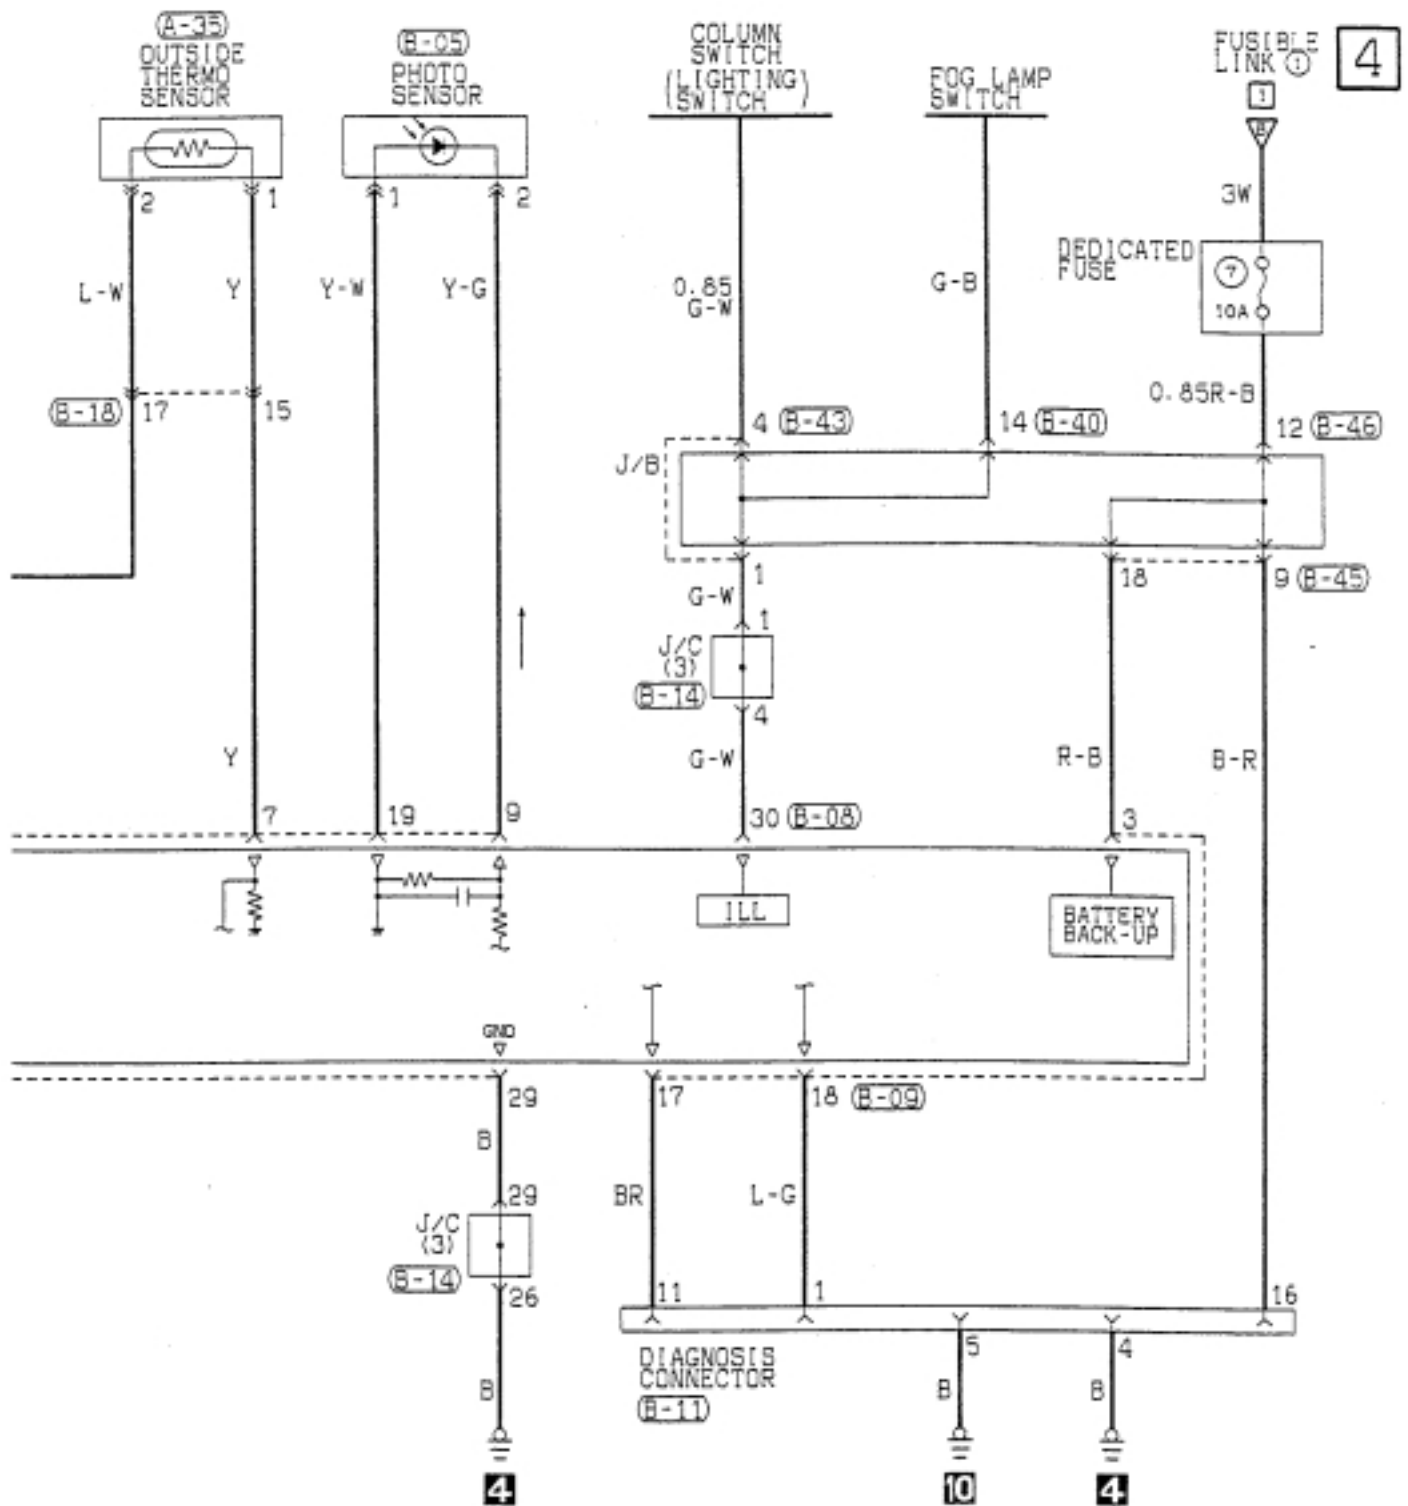 (A-35)
OUTSIDE
THERMO
SENSOR
(B-05)
PHOTO
SENSOR
COLUMN
SWITCH
(LIGHTING)
(SWITCH)
FOG LAMP
SWITCH
FUSIBLE
LINK ①
1
4
2
1
1
2
3W
DEDICATED
FUSE
7
10A
L-W
Y
Y-W
Y-G
0.85
G-W
G-B
0.85R-B
B-18
17
15
4 B-43
14 B-40
12 B-46
J/B
1
18
9 B-45
G-W
1
J/C
(3)
B-14
4
Y
G-W
R-B
B-R
7
19
9
30 B-08
3
ILL
BATTERY
BACK-UP
GND
29
17
18 B-09
B
29
BR
L-G
J/C
(3)
B-14
26
11
1
16
DIAGNOSIS
CONNECTOR
B-11
5
4
B
B
B
4
10
4